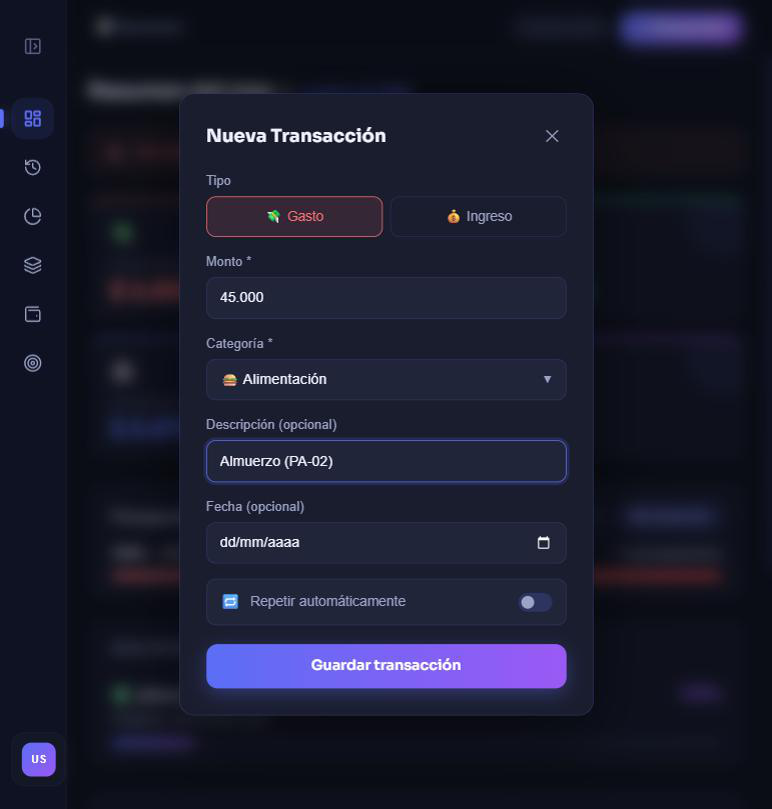 Nueva Transacción
Tipo
Gasto
Ingreso
Monto *
45.000
Categoría *
Alimentación
Descripción (opcional)
Almuerzo (PA-02)
Fecha (opcional)
dd/mm/aaaa
Repetir automáticamente
Guardar transacción
US